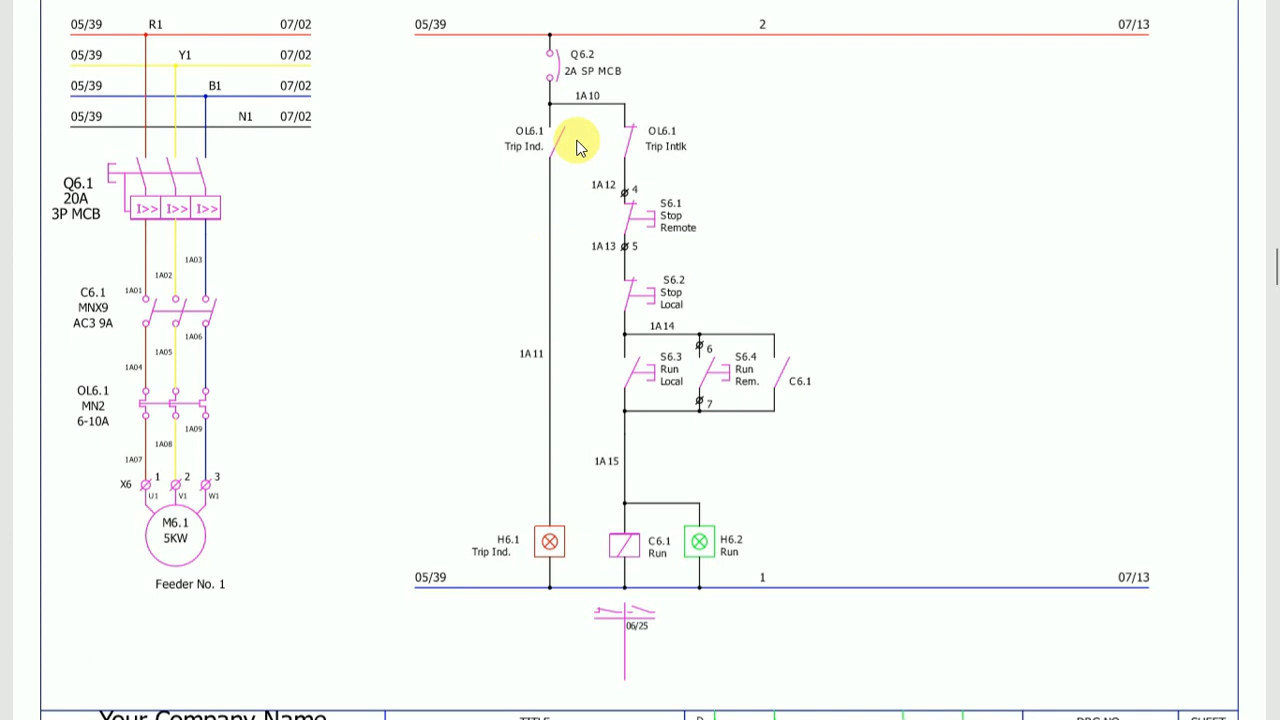 05/39 R1 07/02
05/39 Y1 07/02
05/39 B1 07/02
05/39 N1 07/02
Q6.1
20A
3P MCB
I>> I>> I>>
1A03
1A02
1A01
C6.1
MNX9
AC3 9A
1A06
1A05
1A04
OL6.1
MN2
6-10A
1A09
1A08
1A07
X6 1 2 3
U1 V1 W1
M6.1
5KW
Feeder No. 1
05/39 2 07/13
Q6.2
2A SP MCB
1A10
OL6.1
Trip Ind.
OL6.1
Trip Intlk
1A12 4
S6.1
Stop
Remote
1A13 5
S6.2
Stop
Local
1A14
6
S6.3
Run
Local
S6.4
Run
Rem.
C6.1
7
1A11
1A15
H6.1
Trip Ind.
C6.1
Run
H6.2
Run
05/39 1 07/13
06/25
Your Company Name
TITLE
DRG NO
SHEET